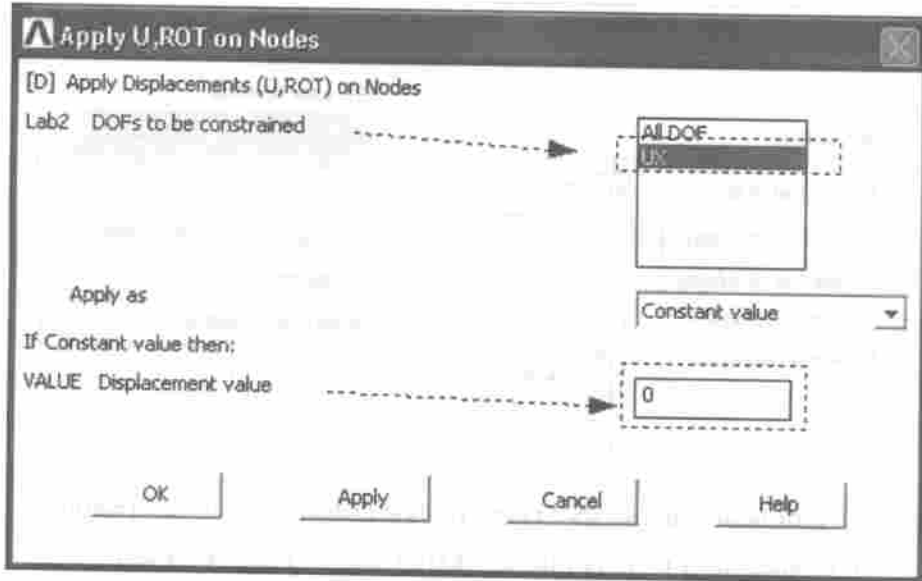 Apply U,ROT on Nodes
[D] Apply Displacements (U,ROT) on Nodes
Lab2 DOFs to be constrained
All DOF
UX
Apply as
Constant value
If Constant value then:
VALUE Displacement value
0
OK
Apply
Cancel
Help